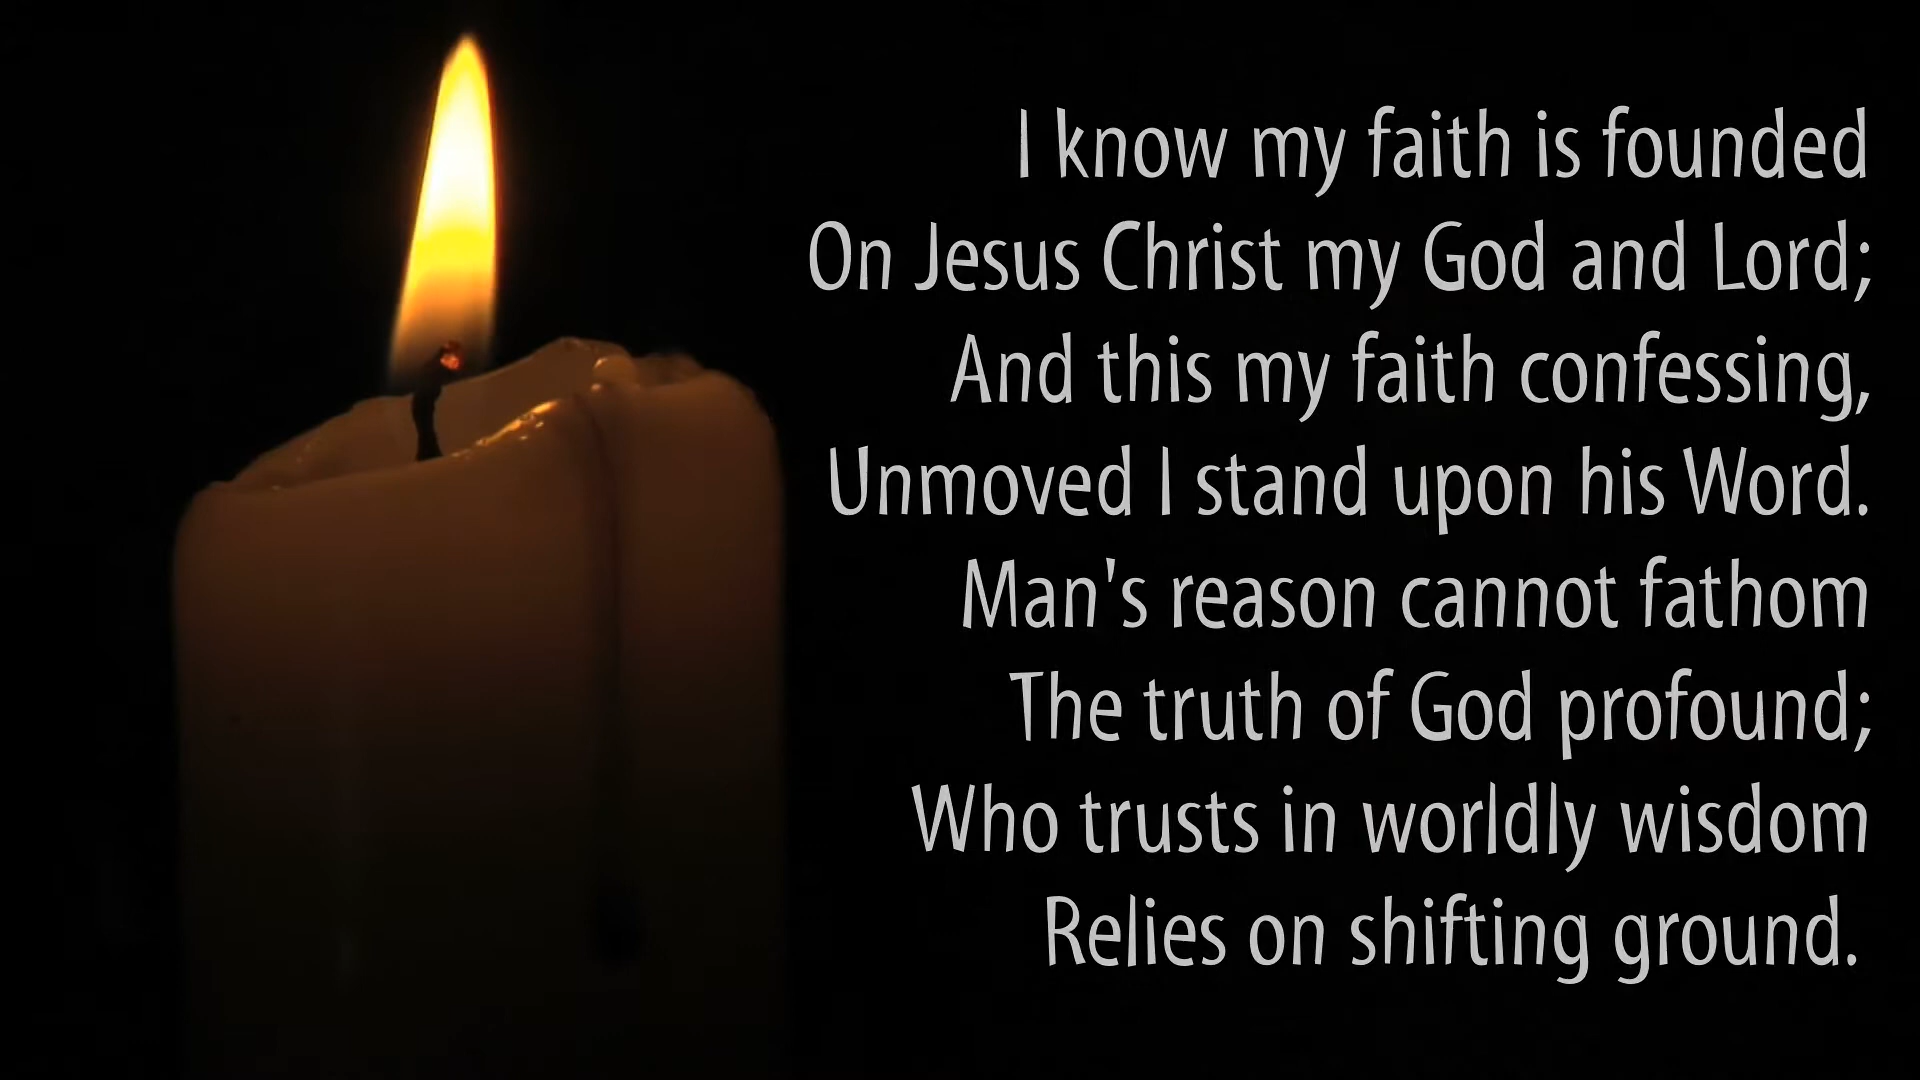 I know my faith is founded
On Jesus Christ my God and Lord;
And this my faith confessing,
Unmoved I stand upon his Word.
Man's reason cannot fathom
The truth of God profound;
Who trusts in worldly wisdom
Relies on shifting ground.